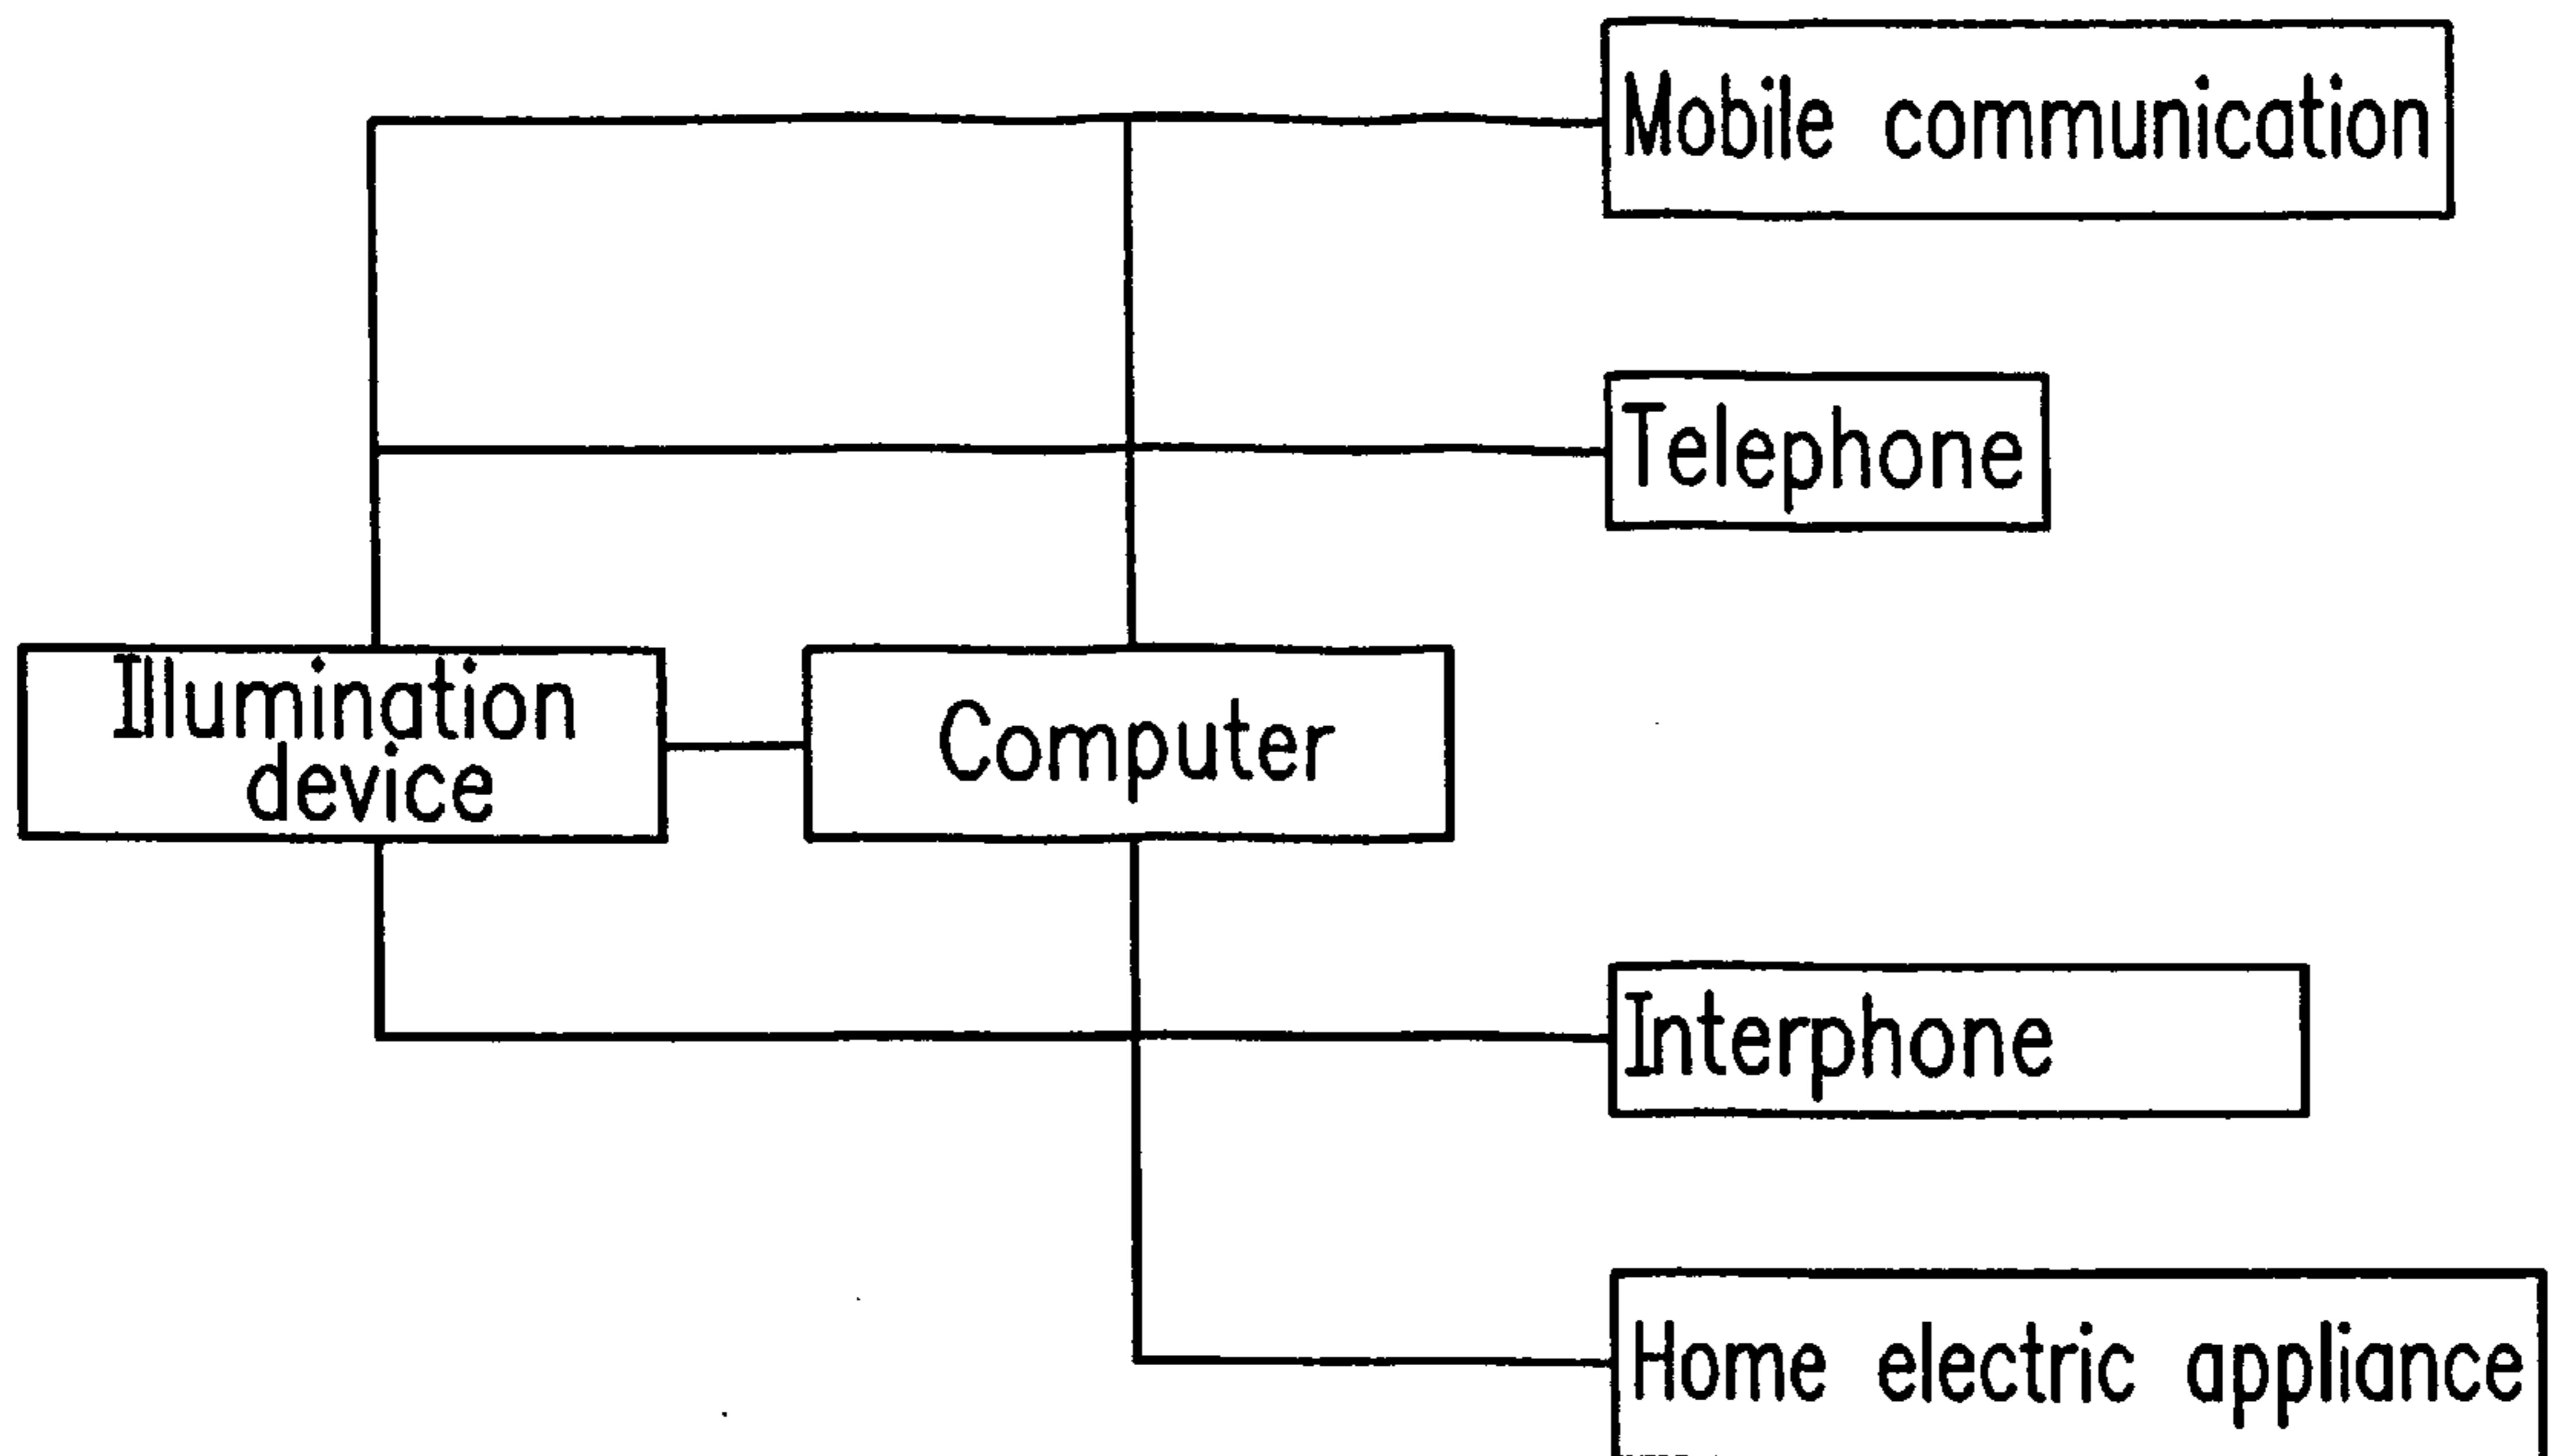 Mobile communication
Telephone
Illumination
device
Computer
Interphone
Home electric appliance